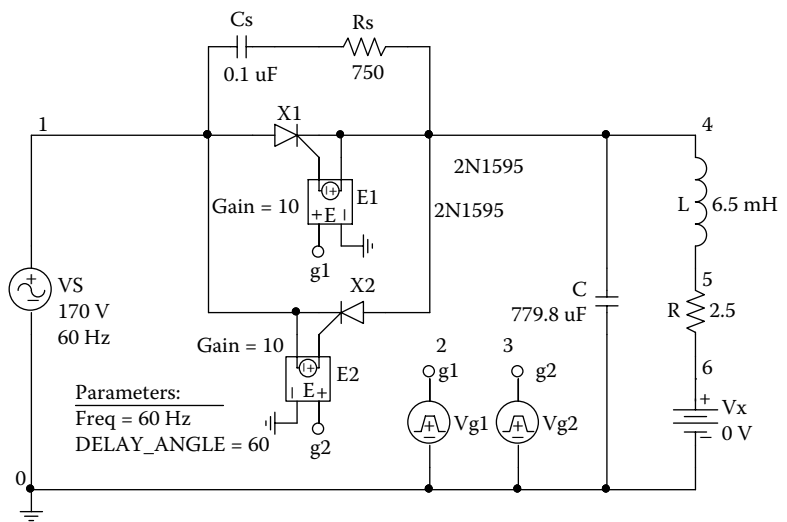 Cs
Rs
0.1 uF
750
1
X1
4
2N1595
Gain = 10
E1
+ E –
2N1595
L 6.5 mH
g1
X2
5
VS
170 V
60 Hz
C
779.8 uF
R 2.5
Gain = 10
2
3
6
E2
– E +
g1
g2
Parameters:
Freq = 60 Hz
DELAY_ANGLE = 60
g2
Vg1
Vg2
+
Vx
–
0 V
0